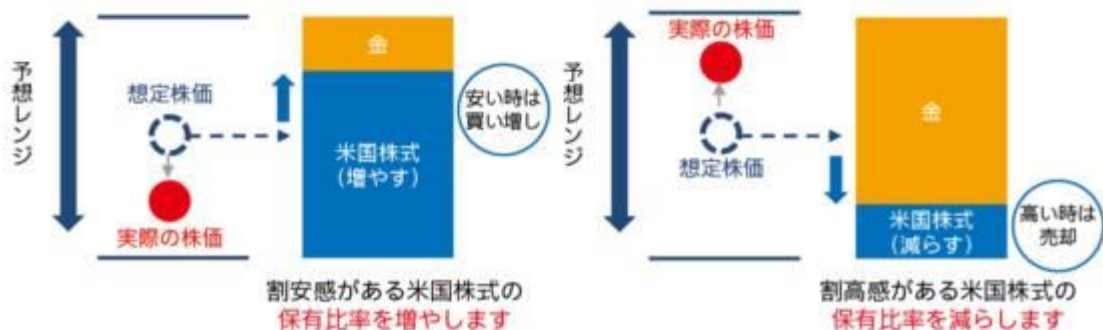 予想レンジ
想定株価
実際の株価
金
米国株式
(増やす)
安い時は
買い増し
割安感がある米国株式の
保有比率を増やします
予想レンジ
実際の株価
想定株価
金
米国株式
(減らす)
高い時は
売却
割高感がある米国株式の
保有比率を減らします